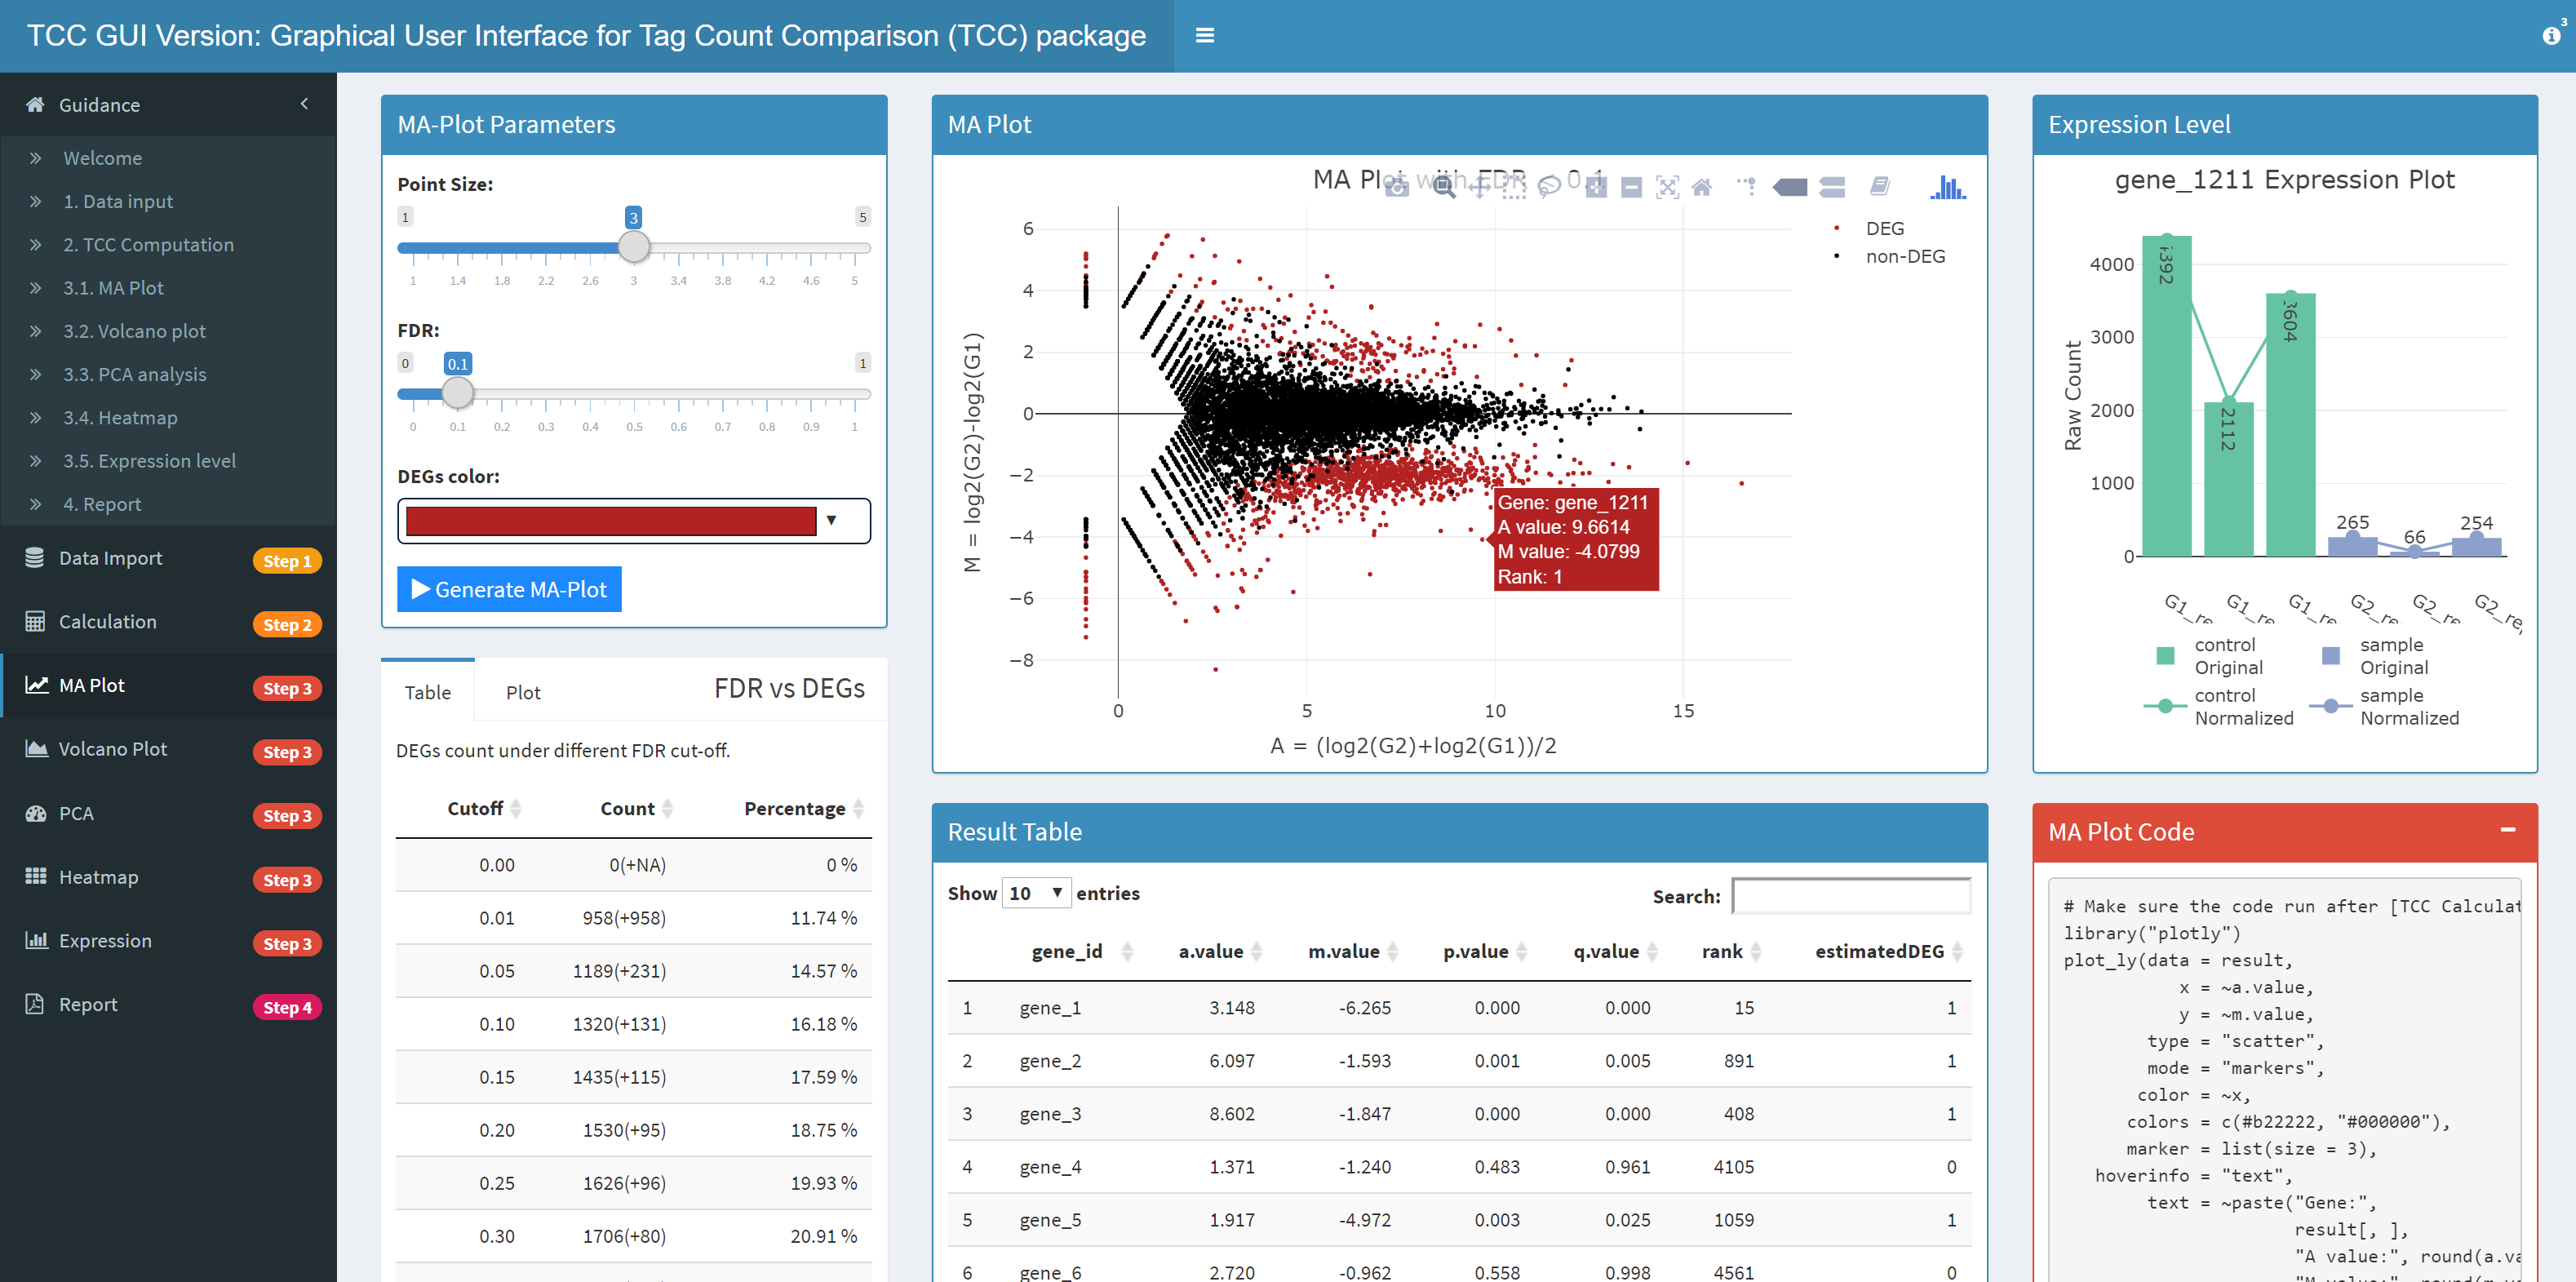 TCC GUI Version: Graphical User Interface for Tag Count Comparison (TCC) package
3
Guidance
Welcome
1. Data input
2. TCC Computation
3.1. MA Plot
3.2. Volcano plot
3.3. PCA analysis
3.4. Heatmap
3.5. Expression level
4. Report
Data Import Step 1
Calculation Step 2
MA Plot Step 3
Volcano Plot Step 3
PCA Step 3
Heatmap Step 3
Expression Step 3
Report Step 4
MA-Plot Parameters
Point Size:
1 3 5
1 1.4 1.8 2.2 2.6 3 3.4 3.8 4.2 4.6 5
FDR:
0 0.1 1
0 0.1 0.2 0.3 0.4 0.5 0.6 0.7 0.8 0.9 1
DEGs color:
Generate MA-Plot
Table Plot FDR vs DEGs
DEGs count under different FDR cut-off.
Cutoff Count Percentage
0.00 0(+NA) 0 %
0.01 958(+958) 11.74 %
0.05 1189(+231) 14.57 %
0.10 1320(+131) 16.18 %
0.15 1435(+115) 17.59 %
0.20 1530(+95) 18.75 %
0.25 1626(+96) 19.93 %
0.30 1706(+80) 20.91 %
MA Plot
MA Plot with FDR 0.1
DEG
non-DEG
6
4
2
0
−2
−4
−6
−8
M = log2(G2)-log2(G1)
Gene: gene_1211
A value: 9.6614
M value: -4.0799
Rank: 1
0 5 10 15
A = (log2(G2)+log2(G1))/2
Expression Level
gene_1211 Expression Plot
4000
3000
2000
1000
0
Raw Count
2112
3604
265
66
254
control Original
sample Original
control Normalized
sample Normalized
Result Table
Show 10 entries
Search:
gene_id a.value m.value p.value q.value rank estimatedDEG
1 gene_1 3.148 -6.265 0.000 0.000 15 1
2 gene_2 6.097 -1.593 0.001 0.005 891 1
3 gene_3 8.602 -1.847 0.000 0.000 408 1
4 gene_4 1.371 -1.240 0.483 0.961 4105 0
5 gene_5 1.917 -4.972 0.003 0.025 1059 1
6 gene_6 2.720 -0.962 0.558 0.998 4561 0
MA Plot Code
# Make sure the code run after [TCC Calculat
library("plotly")
plot_ly(data = result,
x = ~a.value,
y = ~m.value,
type = "scatter",
mode = "markers",
color = ~x,
colors = c(#b22222, "#000000"),
marker = list(size = 3),
hoverinfo = "text",
text = ~paste("Gene:",
result[, ],
"A value:", round(a.va